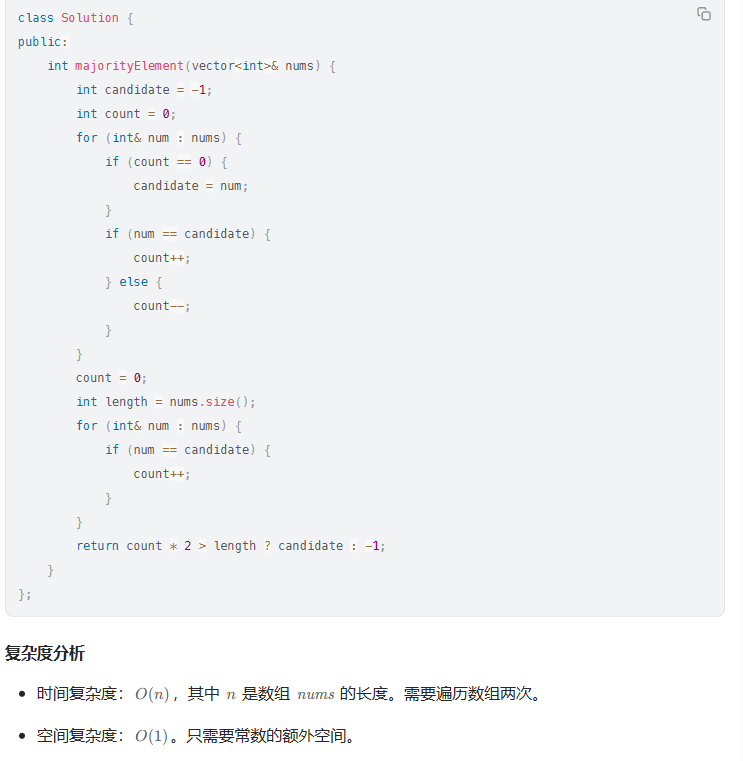 class Solution {
public:
    int majorityElement(vector<int>& nums) {
        int candidate = -1;
        int count = 0;
        for (int& num : nums) {
            if (count == 0) {
                candidate = num;
            }
            if (num == candidate) {
                count++;
            } else {
                count--;
            }
        }
        count = 0;
        int length = nums.size();
        for (int& num : nums) {
            if (num == candidate) {
                count++;
            }
        }
        return count * 2 > length ? candidate : -1;
    }
};
复杂度分析
• 时间复杂度：O(n)，其中 n 是数组 nums 的长度。需要遍历数组两次。
• 空间复杂度：O(1)。只需要常数的额外空间。